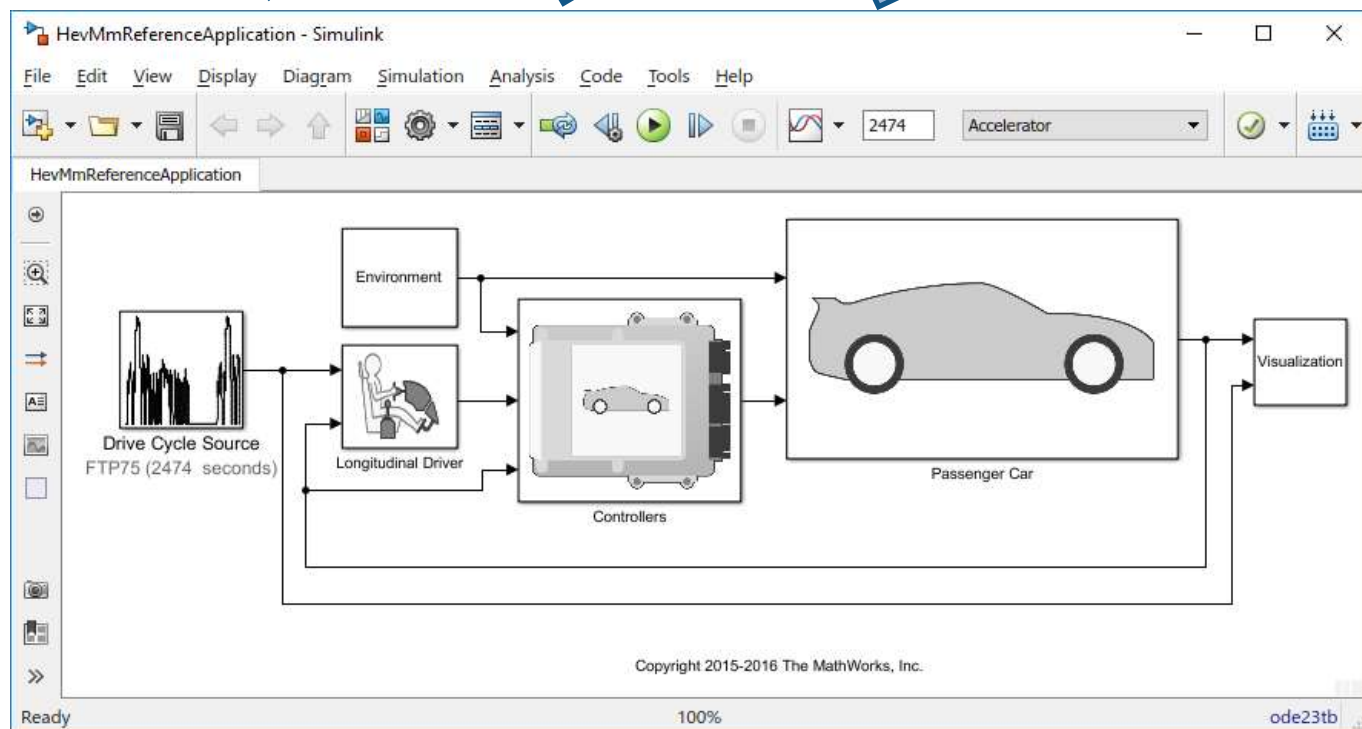 HevMmReferenceApplication - Simulink
File Edit View Display Diagram Simulation Analysis Code Tools Help
2474 Accelerator
HevMmReferenceApplication
Environment
Drive Cycle Source
FTP75 (2474 seconds)
Longitudinal Driver
Controllers
Passenger Car
Visualization
Copyright 2015-2016 The MathWorks, Inc.
Ready 100% ode23tb